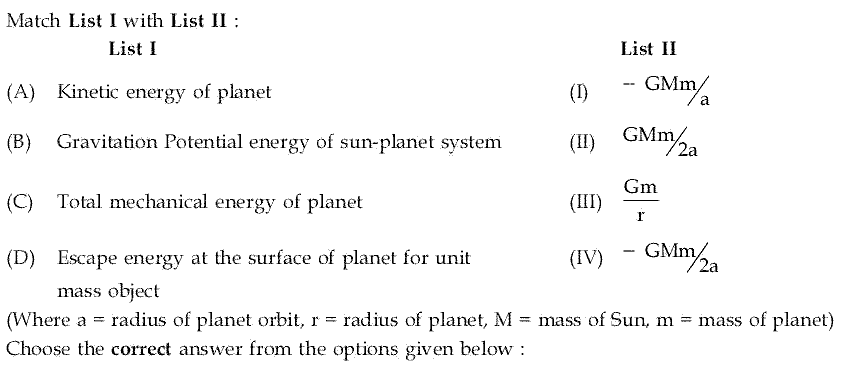 Match List I with List II :
List I List II
(A) Kinetic energy of planet (I) -- GMm/a
(B) Gravitation Potential energy of sun-planet system (II) GMm/2a
(C) Total mechanical energy of planet (III) Gm/r
(D) Escape energy at the surface of planet for unit (IV) – GMm/2a
mass object
(Where a = radius of planet orbit, r = radius of planet, M = mass of Sun, m = mass of planet)
Choose the correct answer from the options given below :